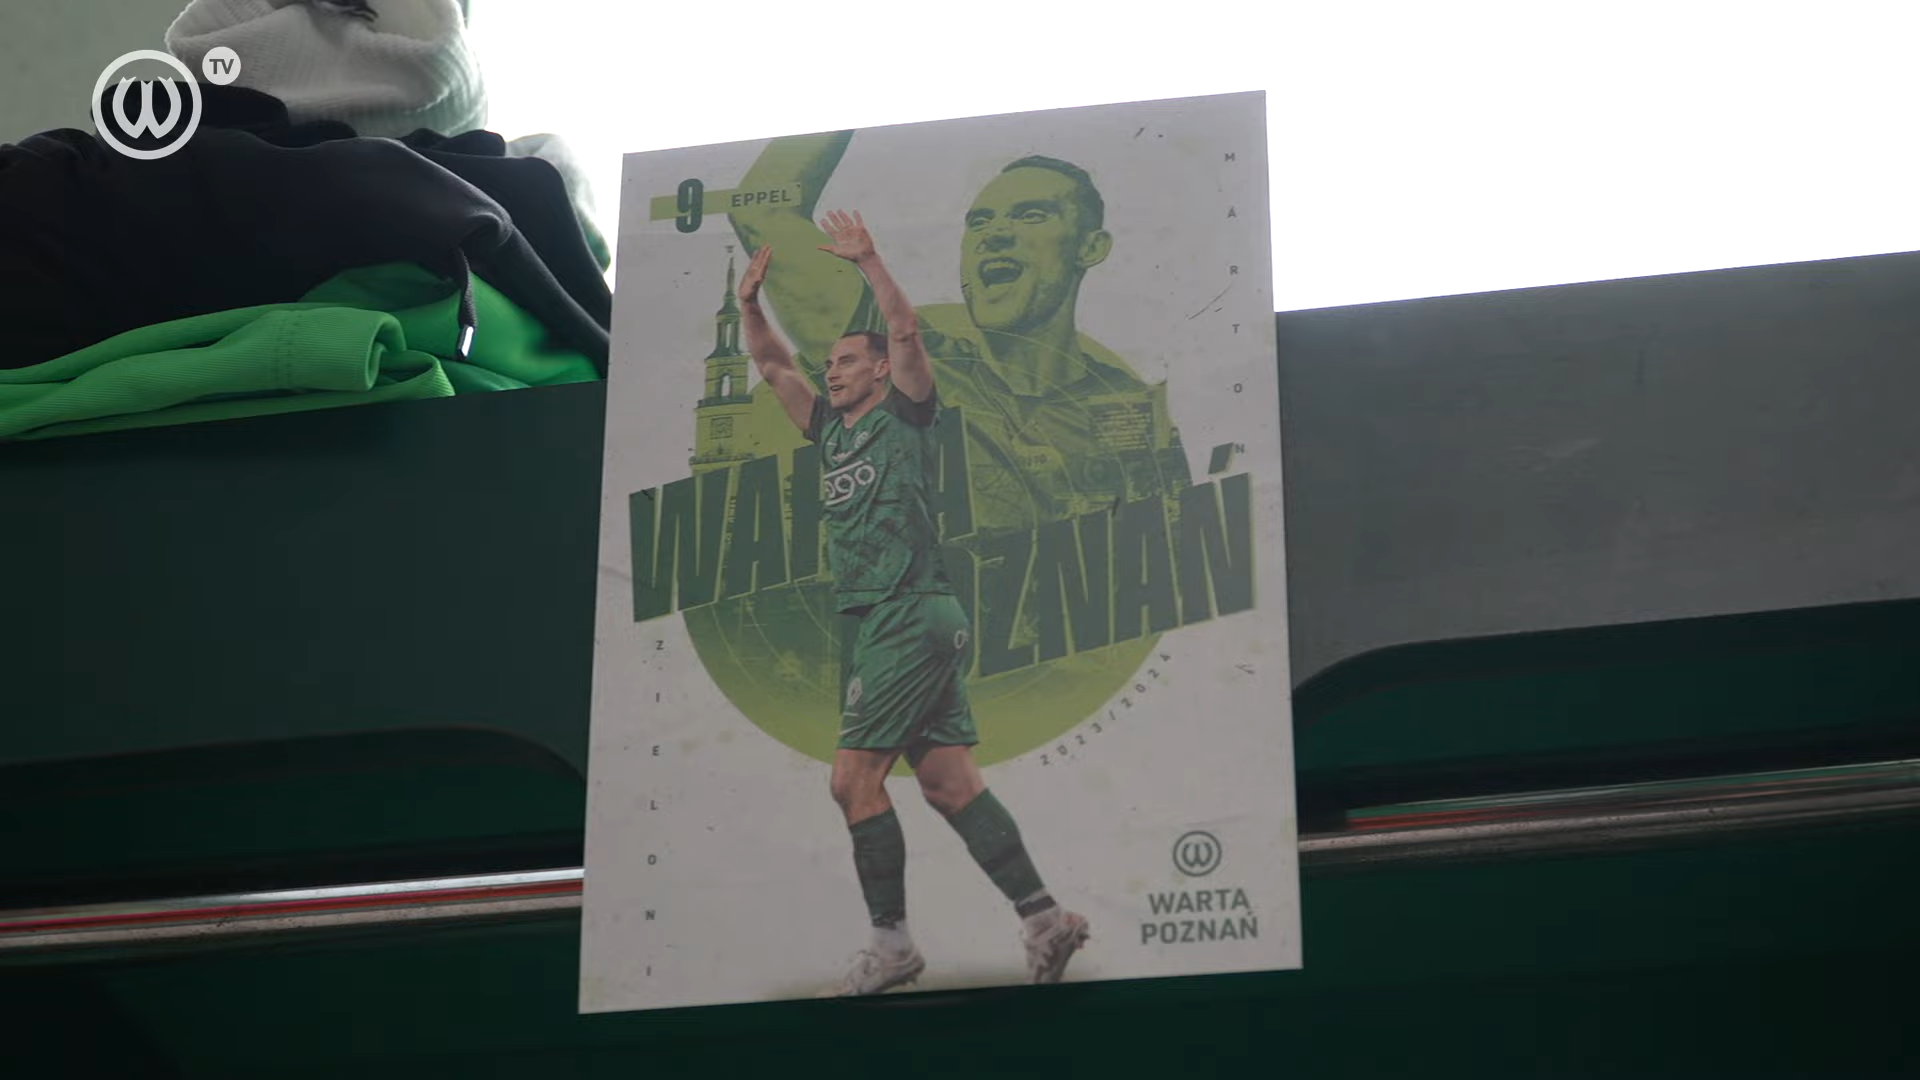 TV
9 EPPEL
MÁRTON
WARTA
POZNAŃ
ZIELONI
2023/2024
WARTA
POZNAŃ